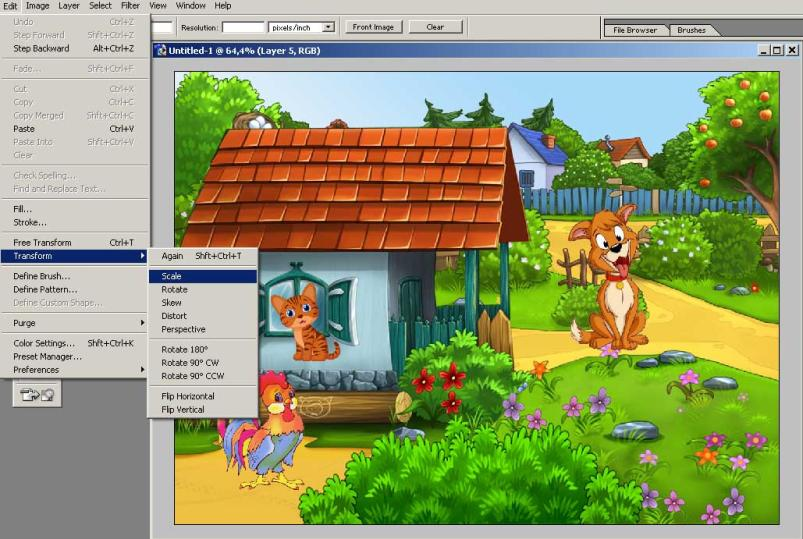 Edit Image Layer Select Filter View Window Help
Resolution: pixels/inch Front Image Clear File Browser Brushes
Untitled-1 @ 64,4% (Layer 5, RGB)
Undo Ctrl+Z
Step Forward Shft+Ctrl+Z
Step Backward Alt+Ctrl+Z
Fade... Shft+Ctrl+F
Cut Ctrl+X
Copy Ctrl+C
Copy Merged Shft+Ctrl+C
Paste Ctrl+V
Paste Into Shft+Ctrl+V
Clear
Check Spelling...
Find and Replace Text...
Fill...
Stroke...
Free Transform Ctrl+T
Transform
Define Brush...
Define Pattern...
Define Custom Shape...
Purge
Color Settings... Shft+Ctrl+K
Preset Manager...
Preferences
Again Shft+Ctrl+T
Scale
Rotate
Skew
Distort
Perspective
Rotate 180°
Rotate 90° CW
Rotate 90° CCW
Flip Horizontal
Flip Vertical